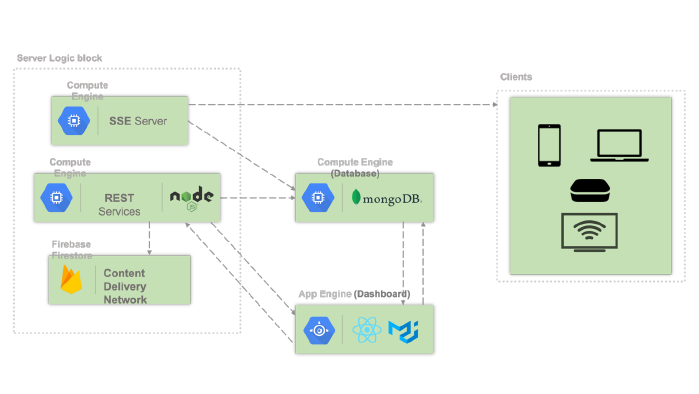 Server Logic block
Compute
Engine
SSE Server
Compute
Engine
REST
Services
node
JS
Firebase
Firestore
Content
Delivery
Network
Compute Engine
(Database)
mongoDB.
App Engine (Dashboard)
Clients